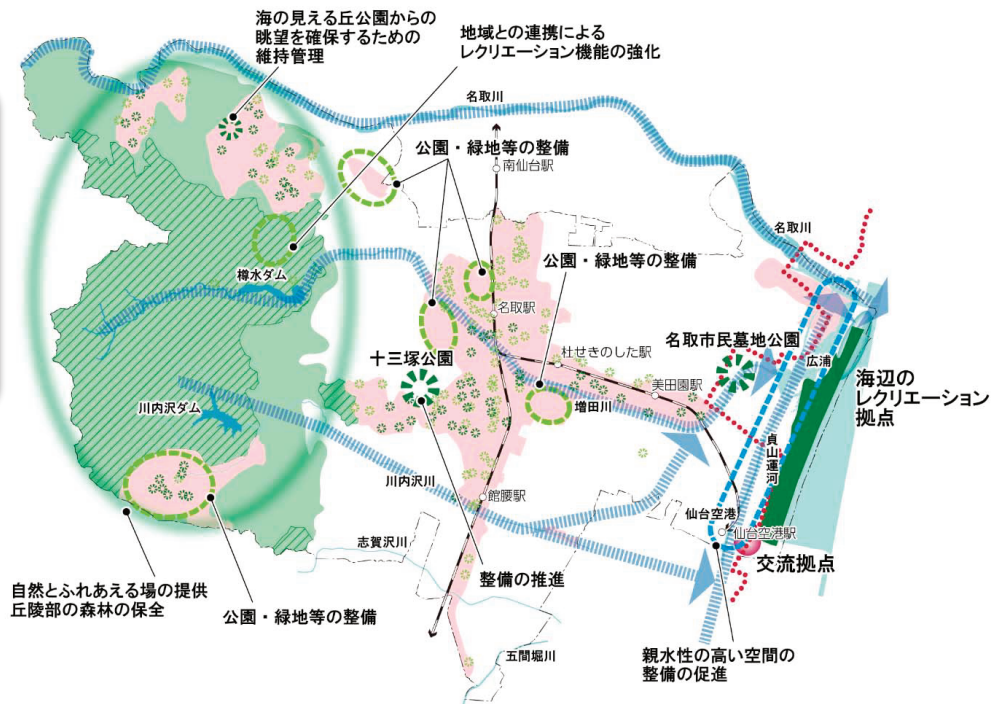 海の見える丘公園からの
眺望を確保するための
維持管理
地域との連携による
レクリエーション機能の強化
名取川
公園・緑地等の整備
南仙台駅
名取川
公園・緑地等の整備
樽水ダム
名取駅
杜せきのした駅
名取市民墓地公園
広浦
十三塚公園
美田園駅
海辺の
レクリエーション
拠点
増田川
川内沢ダム
貞山運河
川内沢川
館腰駅
仙台空港
仙台空港駅
志賀沢川
交流拠点
自然とふれあえる場の提供
丘陵部の森林の保全
公園・緑地等の整備
整備の推進
五間堀川
親水性の高い空間の
整備の促進